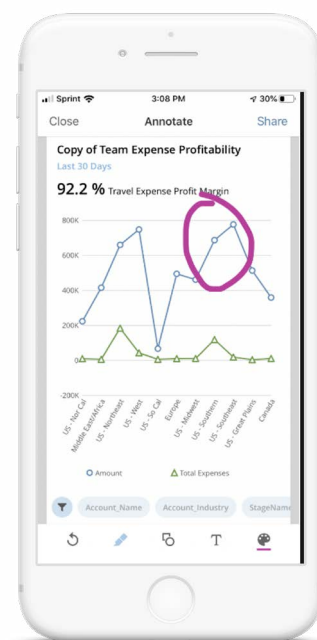 Sprint 3:08 PM 30%
Close Annotate Share
Copy of Team Expense Profitability
Last 30 Days
92.2 % Travel Expense Profit Margin
800K
600K
400K
200K
0
-200K
US - Nor Cal
Middle East/Africa
US - Northeast
US - West
US - So Cal
Europe
US - Midwest
US - Southern
US - Southeast
US - Great Plains
Canada
Amount Total Expenses
Account_Name Account_Industry StageName
T